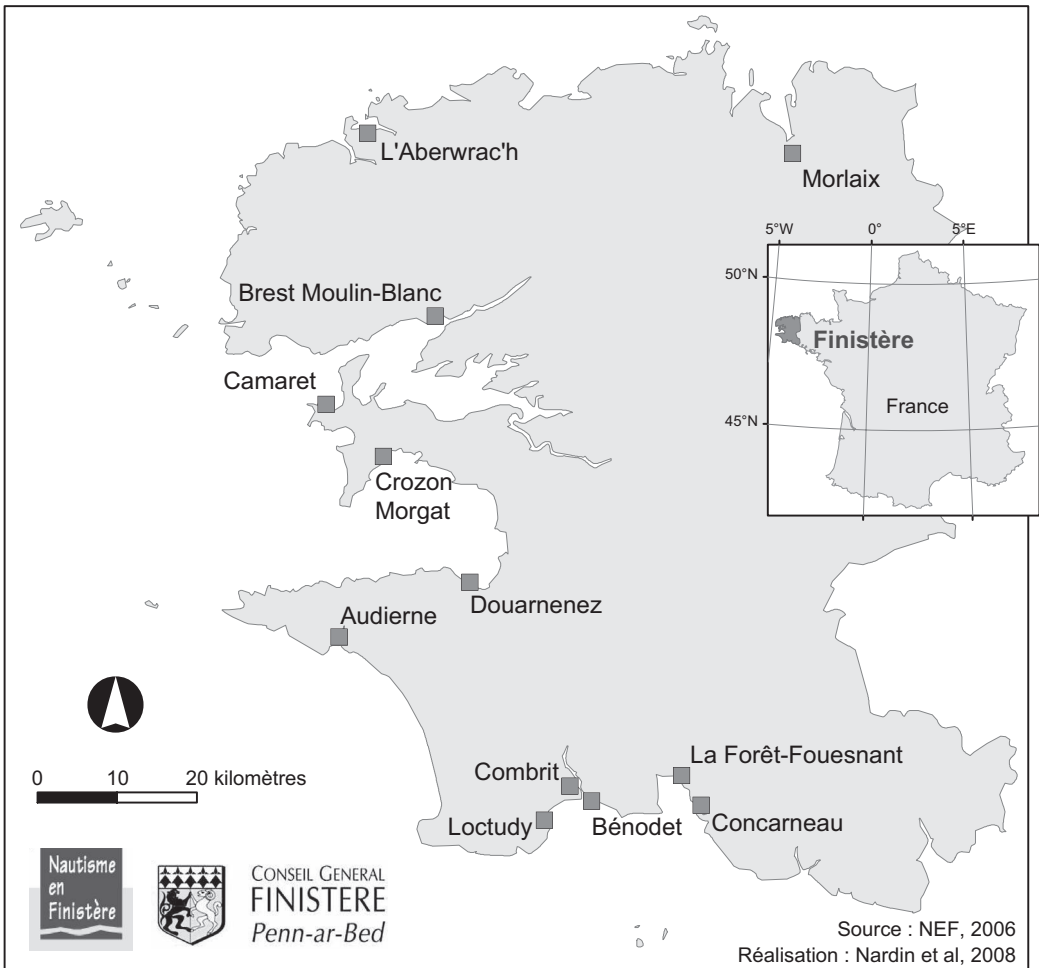 L'Aberwrac'h
Morlaix
5°W 0° 5°E
50°N
Brest Moulin-Blanc
Finistère
Camaret
France
45°N
Crozon
Morgat
Douarnenez
Audierne
La Forêt-Fouesnant
0 10 20 kilomètres
Combrit
Loctudy
Bénodet
Concarneau
Nautisme
en
Finistère
CONSEIL GENERAL
FINISTERE
Penn-ar-Bed
Source : NEF, 2006
Réalisation : Nardin et al, 2008